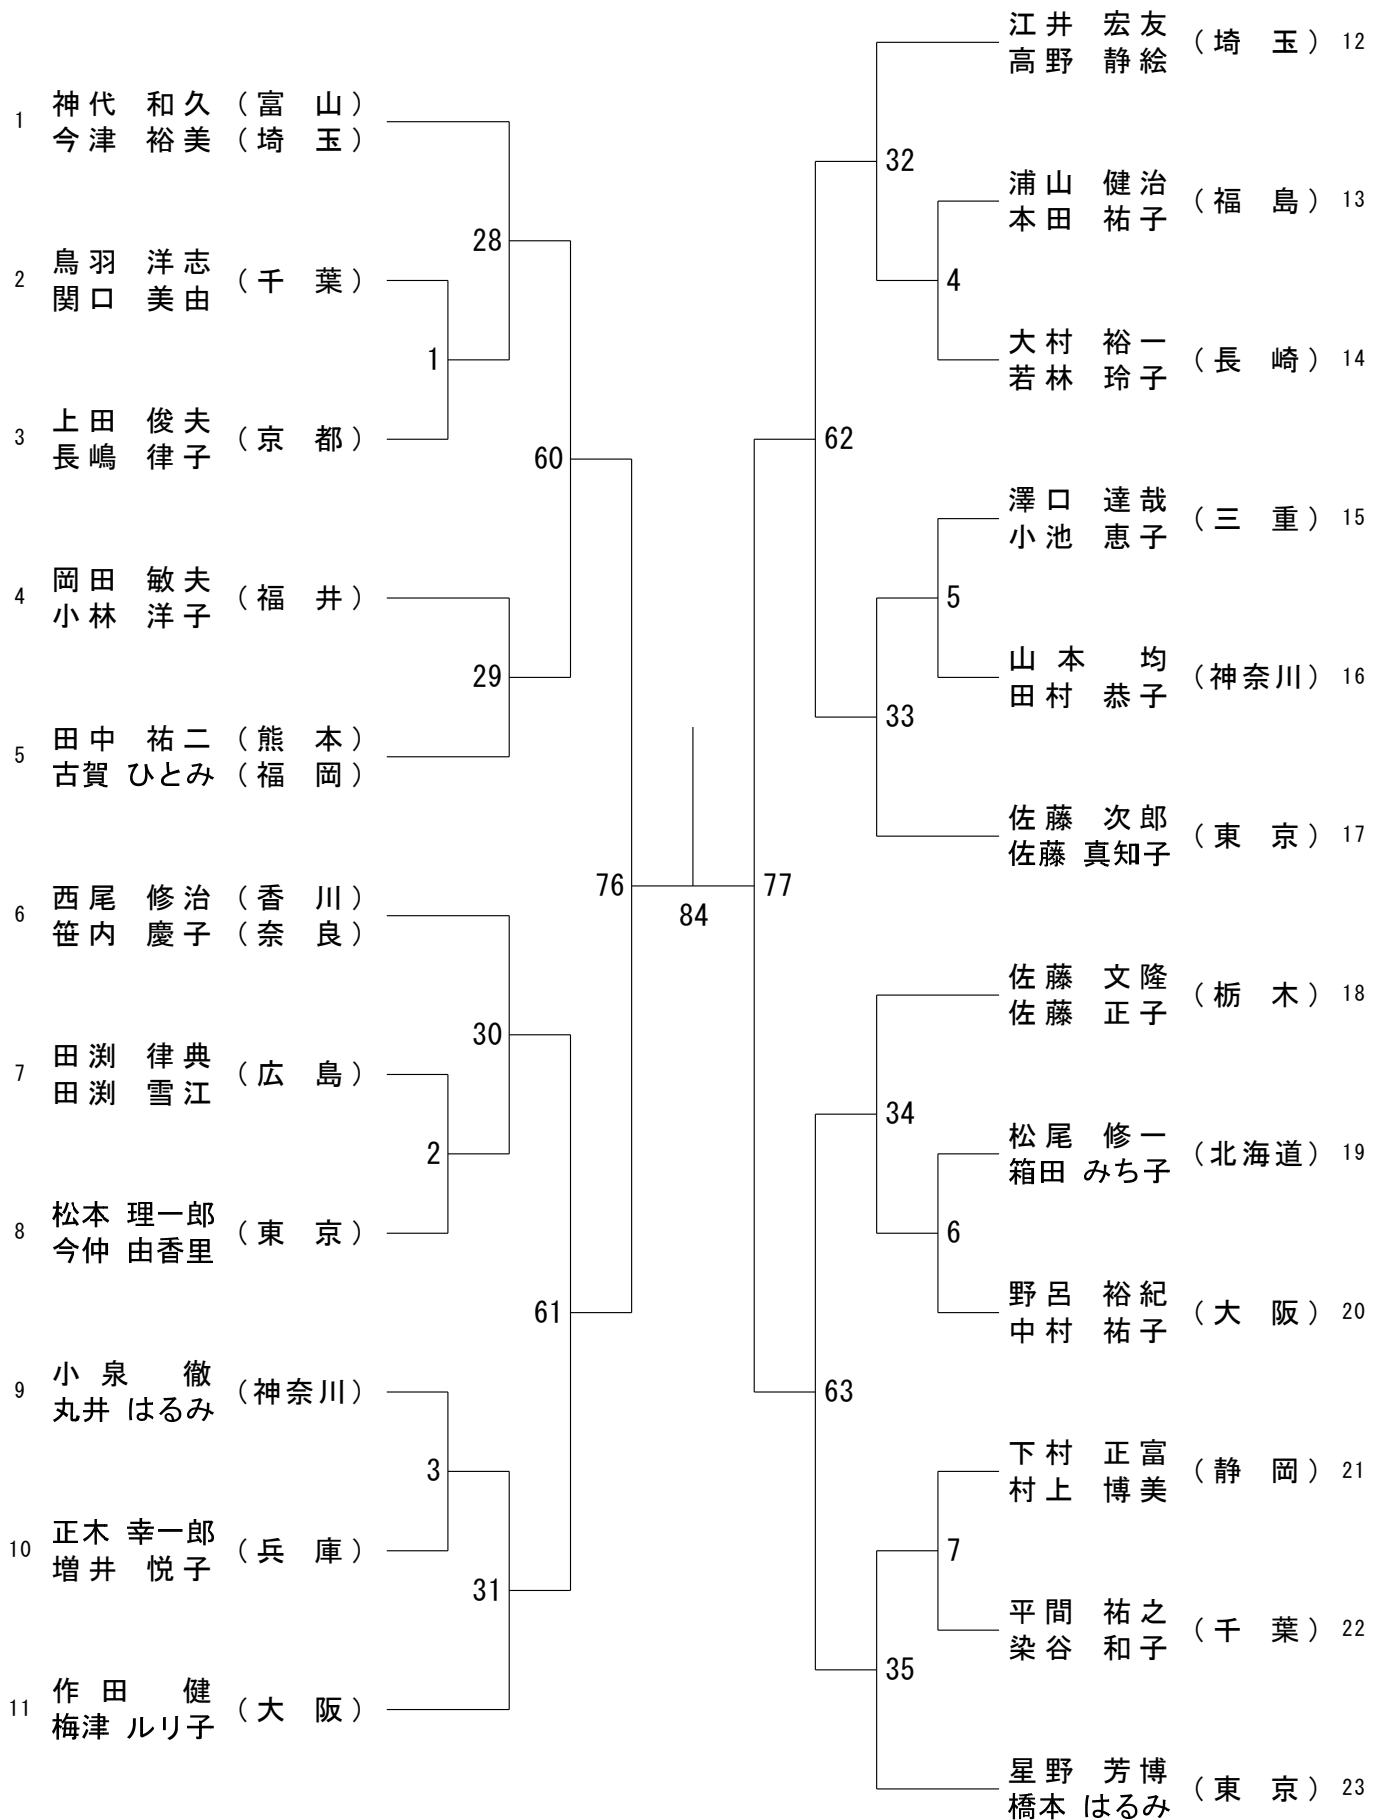 1 神代 和久 (富 山)
今津 裕美 (埼 玉)
28
2 鳥羽 洋志 (千 葉)
関口 美由
1
3 上田 俊夫 (京 都)
長嶋 律子
60
4 岡田 敏夫 (福 井)
小林 洋子
29
5 田中 祐二 (熊 本)
古賀 ひとみ (福 岡)
76
6 西尾 修治 (香 川)
笹内 慶子 (奈 良)
30
7 田渕 律典 (広 島)
田渕 雪江
2
8 松本 理一郎 (東 京)
今仲 由香里
61
9 小泉 徹 (神奈川)
丸井 はるみ
3
10 正木 幸一郎 (兵 庫)
増井 悦子
31
11 作田 健 (大 阪)
梅津 ルリ子
84
江井 宏友 (埼 玉) 12
高野 静絵
32
浦山 健治 (福 島) 13
本田 祐子
4
大村 裕一 (長 崎) 14
若林 玲子
62
澤口 達哉 (三 重) 15
小池 恵子
5
山本 均 (神奈川) 16
田村 恭子
33
佐藤 次郎 (東 京) 17
佐藤 真知子
77
佐藤 文隆 (栃 木) 18
佐藤 正子
34
松尾 修一 (北海道) 19
箱田 みち子
6
野呂 裕紀 (大 阪) 20
中村 祐子
63
下村 正富 (静 岡) 21
村上 博美
7
平間 祐之 (千 葉) 22
染谷 和子
35
星野 芳博 (東 京) 23
橋本 はるみ